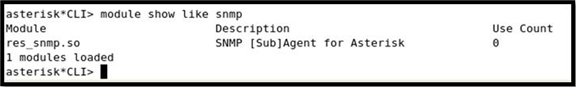 asterisk*CLI> module show like snmp
Module Description Use Count
res_snmp.so SNMP [Sub]Agent for Asterisk 0
1 modules loaded
asterisk*CLI>